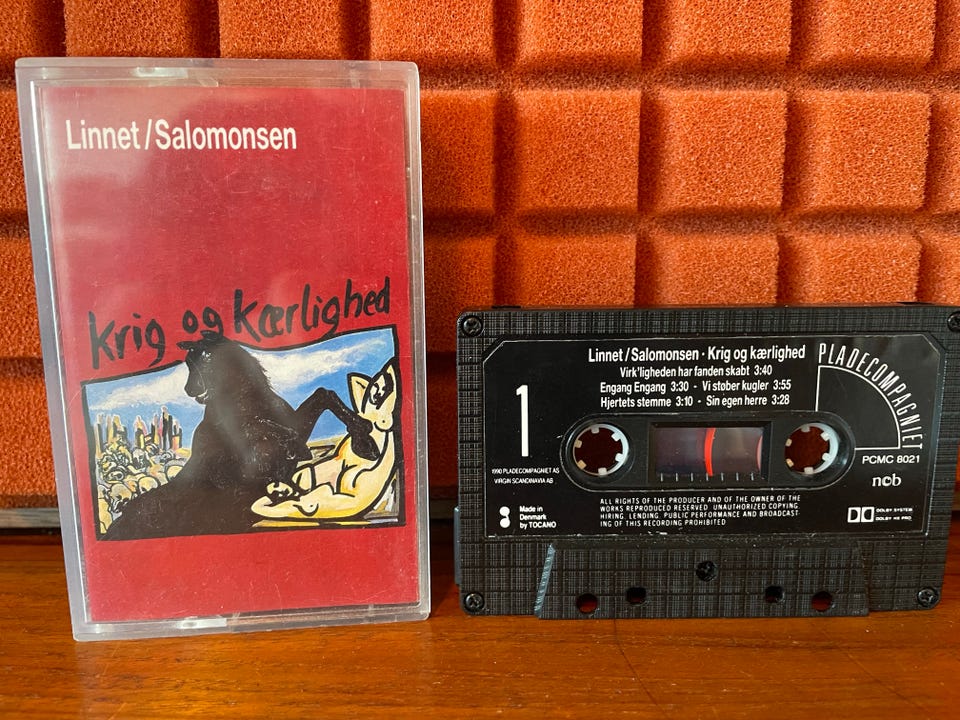 Linnet/Salomonsen
Krig og Kærlighed
Linnet/Salomonsen · Krig og kærlighed
Virk'ligheden har fanden skabt 3:40
Engang Engang 3:30 - Vi støber kugler 3:55
Hjertets stemme 3:10 - Sin egen herre 3:28
1
PLADECOMPAGNIET
PCMC 8021
ncb
1990 PLADECOMPAGNIET AS
VIRGIN SCANDINAVIA AB
Made in
Denmark
by TOCANO
ALL RIGHTS OF THE PRODUCER AND OF THE OWNER OF THE
WORKS REPRODUCED RESERVED. UNAUTHORIZED COPYING,
HIRING, LENDING, PUBLIC PERFORMANCE AND BROADCAST-
ING OF THIS RECORDING PROHIBITED
DOLBY SYSTEM
DOLBY HX PRO